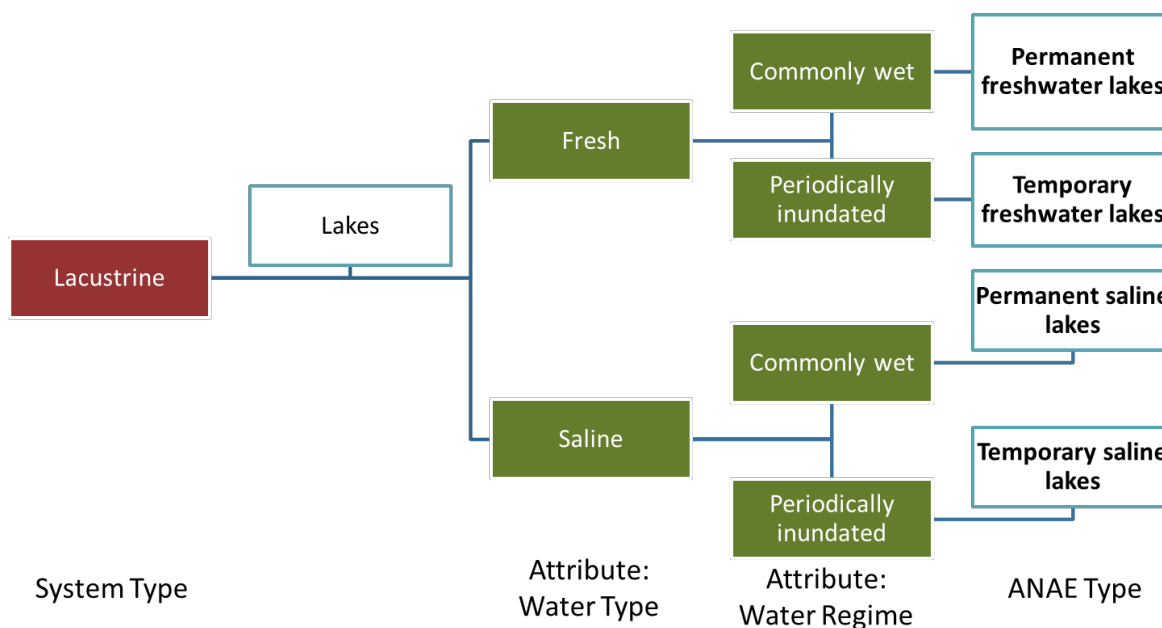 Commonly wet
Permanent
freshwater lakes
Fresh
Periodically
inundated
Temporary
freshwater lakes
Lakes
Lacustrine
Permanent saline
lakes
Commonly wet
Saline
Temporary saline
lakes
Periodically
inundated
System Type
Attribute:
Water Type
Attribute:
Water Regime
ANAE Type